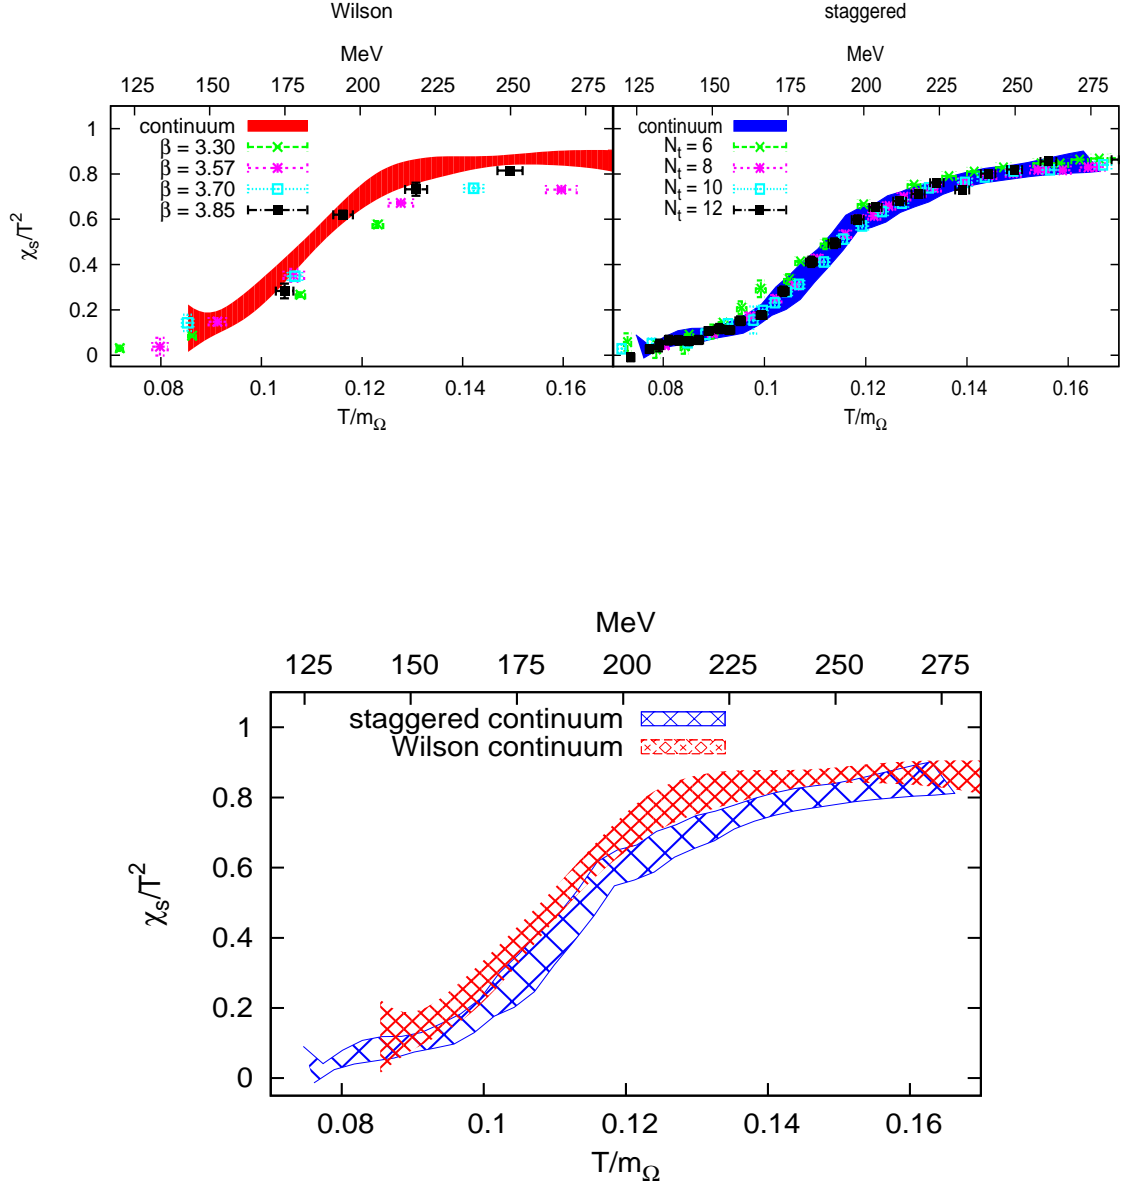 Wilson
MeV
125 150 175 200 225 250 275
continuum
β = 3.30
β = 3.57
β = 3.70
β = 3.85
1
0.8
0.6
0.4
0.2
0
χs/T²
0.08 0.1 0.12 0.14 0.16
T/mΩ
staggered
MeV
125 150 175 200 225 250 275
continuum
Nt = 6
Nt = 8
Nt = 10
Nt = 12
0.08 0.1 0.12 0.14 0.16
T/mΩ
MeV
125 150 175 200 225 250 275
staggered continuum
Wilson continuum
1
0.8
0.6
0.4
0.2
0
χs/T²
0.08 0.1 0.12 0.14 0.16
T/mΩ